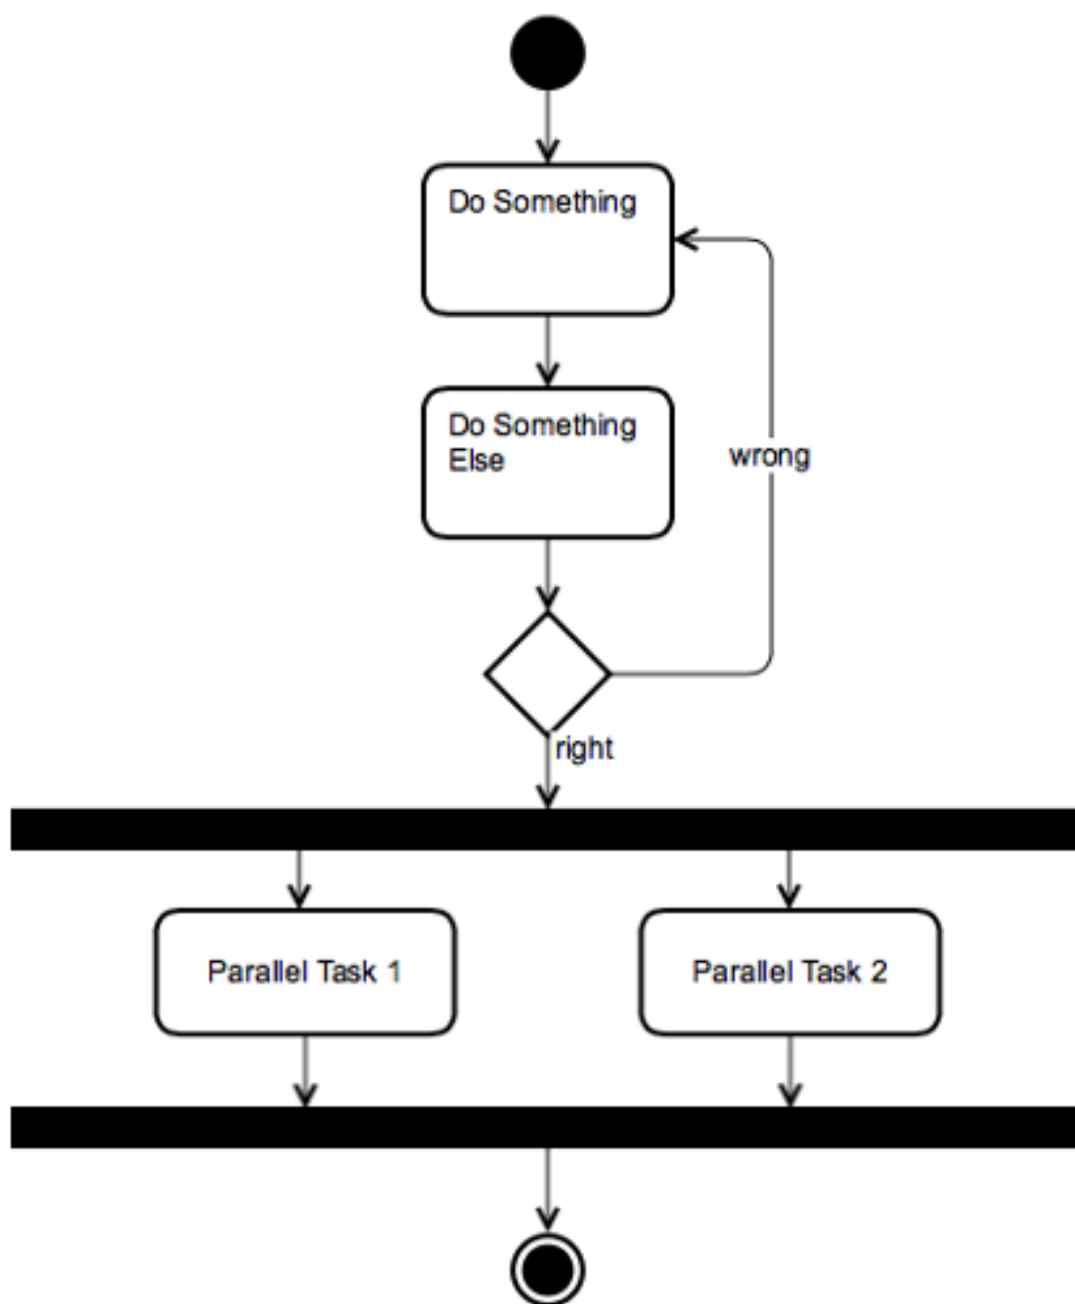 Do Something
Do Something
Else
wrong
right
Parallel Task 1
Parallel Task 2